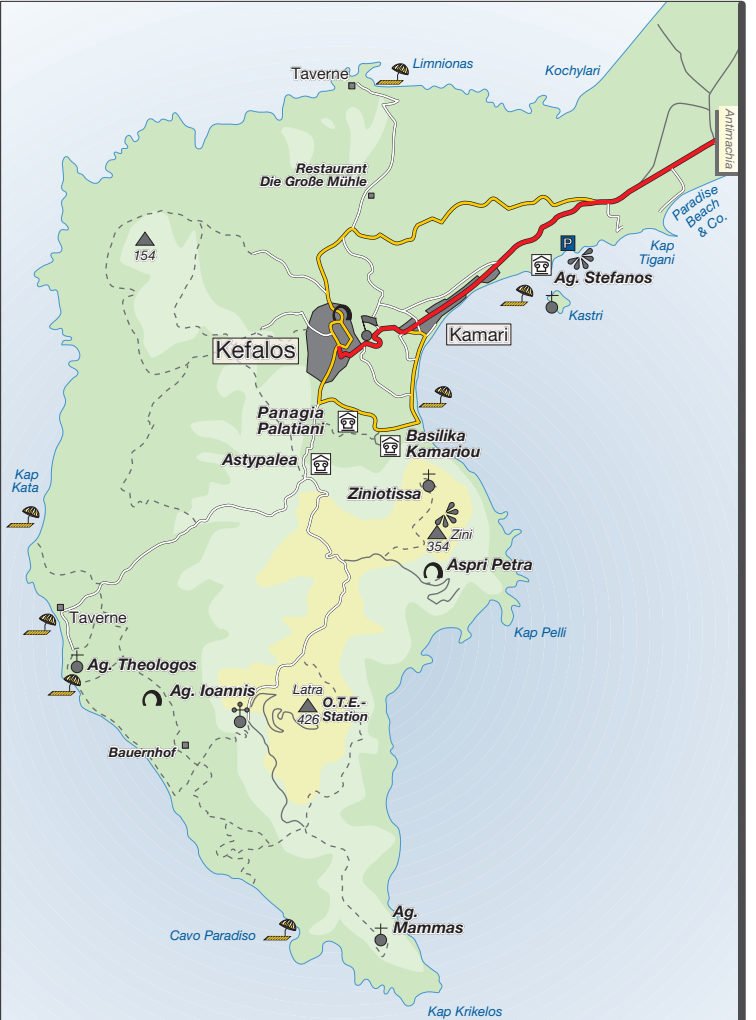 Limnionas
Taverne
Kochylari
Antimachia
Restaurant
Die Große Mühle
Paradise
Beach
& Co.
154
P
Kap
Tigani
Ag. Stefanos
Kastri
Kefalos
Kamari
Panagia
Palatiani
Basilika
Kamariou
Astypalea
Kap
Kata
Ziniotissa
Zini
354
Aspri Petra
Taverne
Kap Pelli
Ag. Theologos
Ag. Ioannis
Latra
426
O.T.E.-
Station
Bauernhof
Ag.
Mammas
Cavo Paradiso
Kap Krikelos